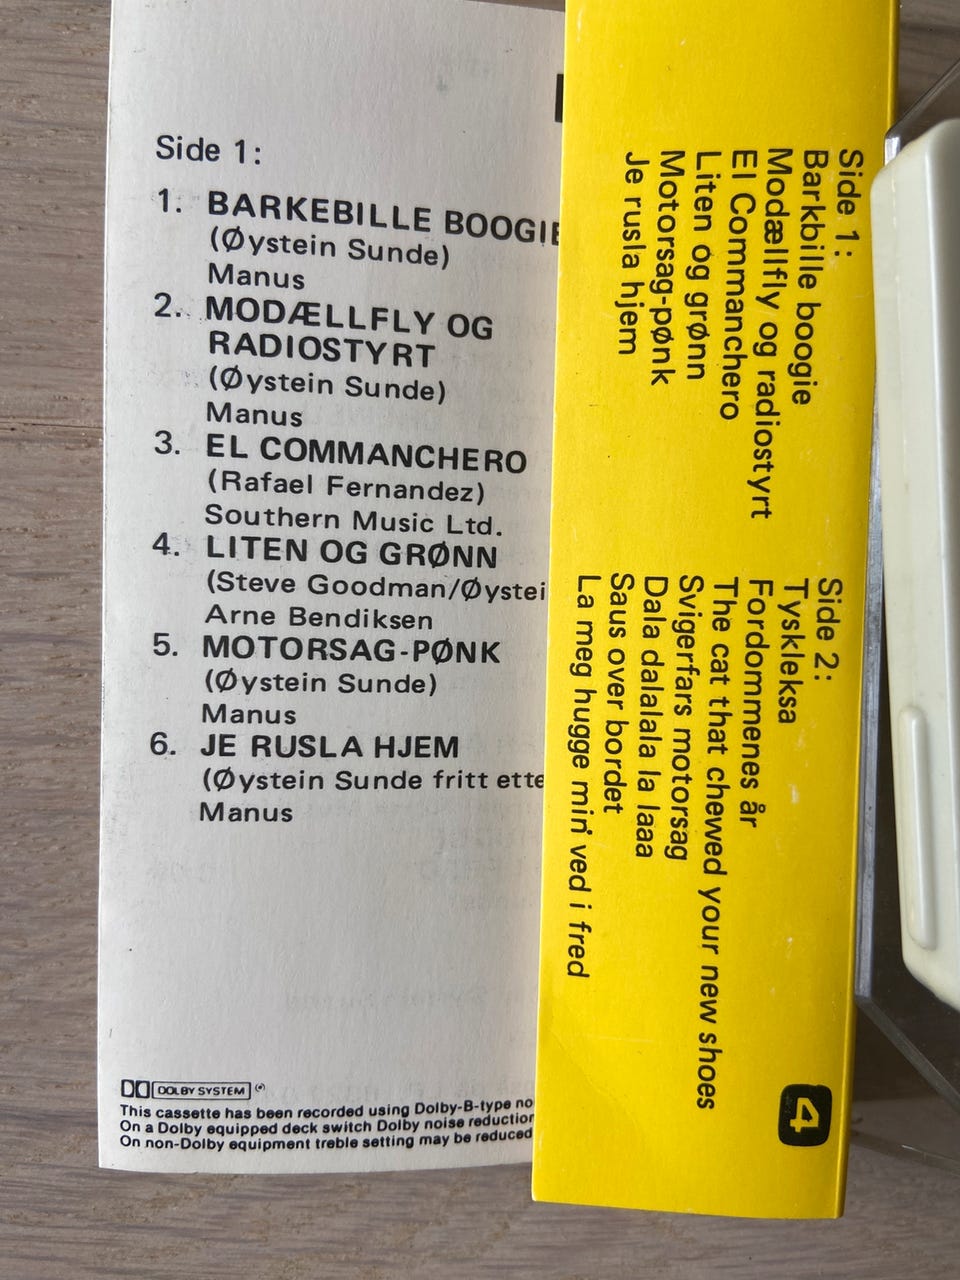 Side 1:
1. BARKEBILLE BOOGIE
(Øystein Sunde)
Manus
2. MODÆLLFLY OG
RADIOSTYRT
(Øystein Sunde)
Manus
3. EL COMMANCHERO
(Rafael Fernandez)
Southern Music Ltd.
4. LITEN OG GRØNN
(Steve Goodman/Øystei
Arne Bendiksen
5. MOTORSAG-PØNK
(Øystein Sunde)
Manus
6. JE RUSLA HJEM
(Øystein Sunde fritt ette
Manus
DOLBY SYSTEM
This cassette has been recorded using Dolby-B-type no
On a Dolby equipped deck switch Dolby noise reduction
On non-Dolby equipment treble setting may be reduced
Side 1:
Barkbille boogie
Modællfly og radiostyrt
El Commanchero
Liten og grønn
Motorsag-pønk
Je rusla hjem
Side 2:
Tyskleksa
Fordommenes år
The cat that chewed your new shoes
Svigerfars motorsag
Dala dalalala la laaa
Saus over bordet
La meg hugge min ved i fred
4